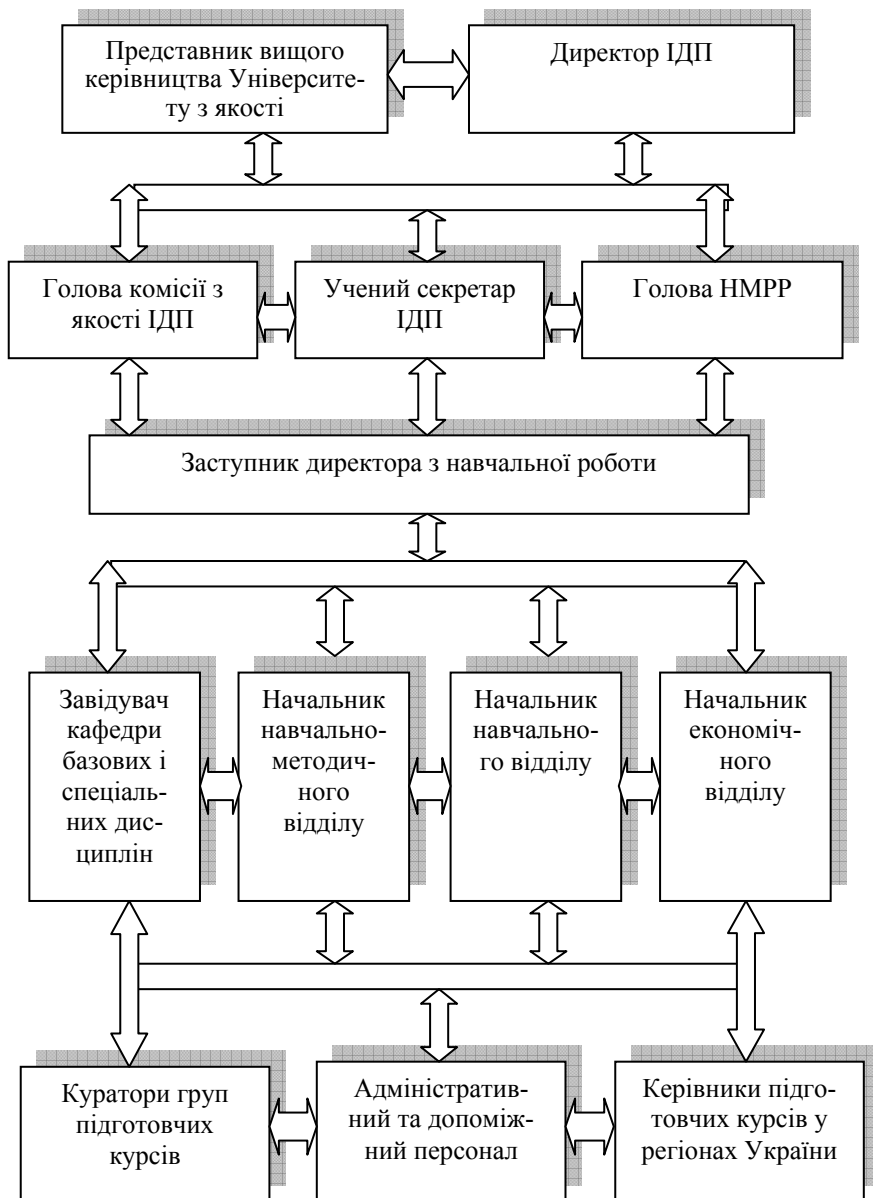 Представник вищого
керівництва Університе-
ту з якості
Директор ІДП
Голова комісії з
якості ІДП
Учений секретар
ІДП
Голова НМРР
Заступник директора з навчальної роботи
Завідувач
кафедри
базових і
спеціаль-
них дис-
циплін
Начальник
навчально-
методич-
ного
відділу
Начальник
навчально-
го відділу
Начальник
економіч-
ного
відділу
Куратори груп
підготовчих
курсів
Адміністратив-
ний та допоміж-
ний персонал
Керівники підго-
товчих курсів у
регіонах України